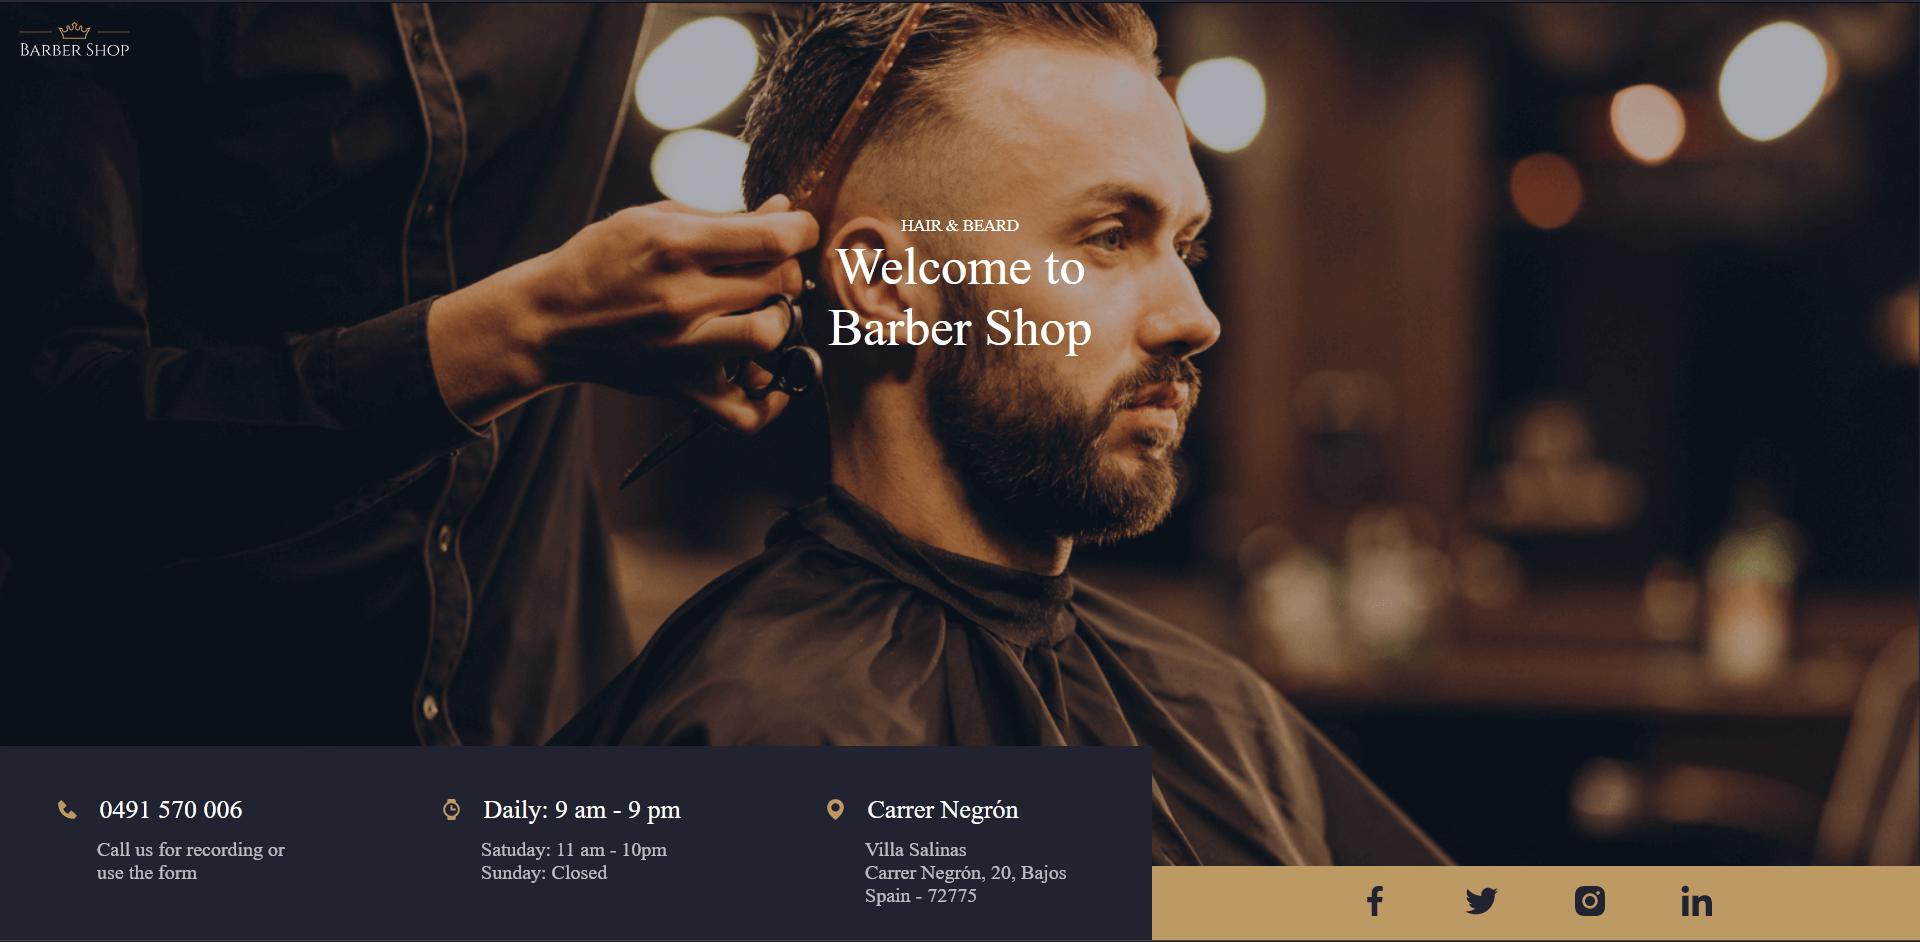 BARBER SHOP
HAIR & BEARD
Welcome to
Barber Shop
0491 570 006
Call us for recording or
use the form
Daily: 9 am - 9 pm
Satuday: 11 am - 10pm
Sunday: Closed
Carrer Negrón
Villa Salinas
Carrer Negrón, 20, Bajos
Spain - 72775